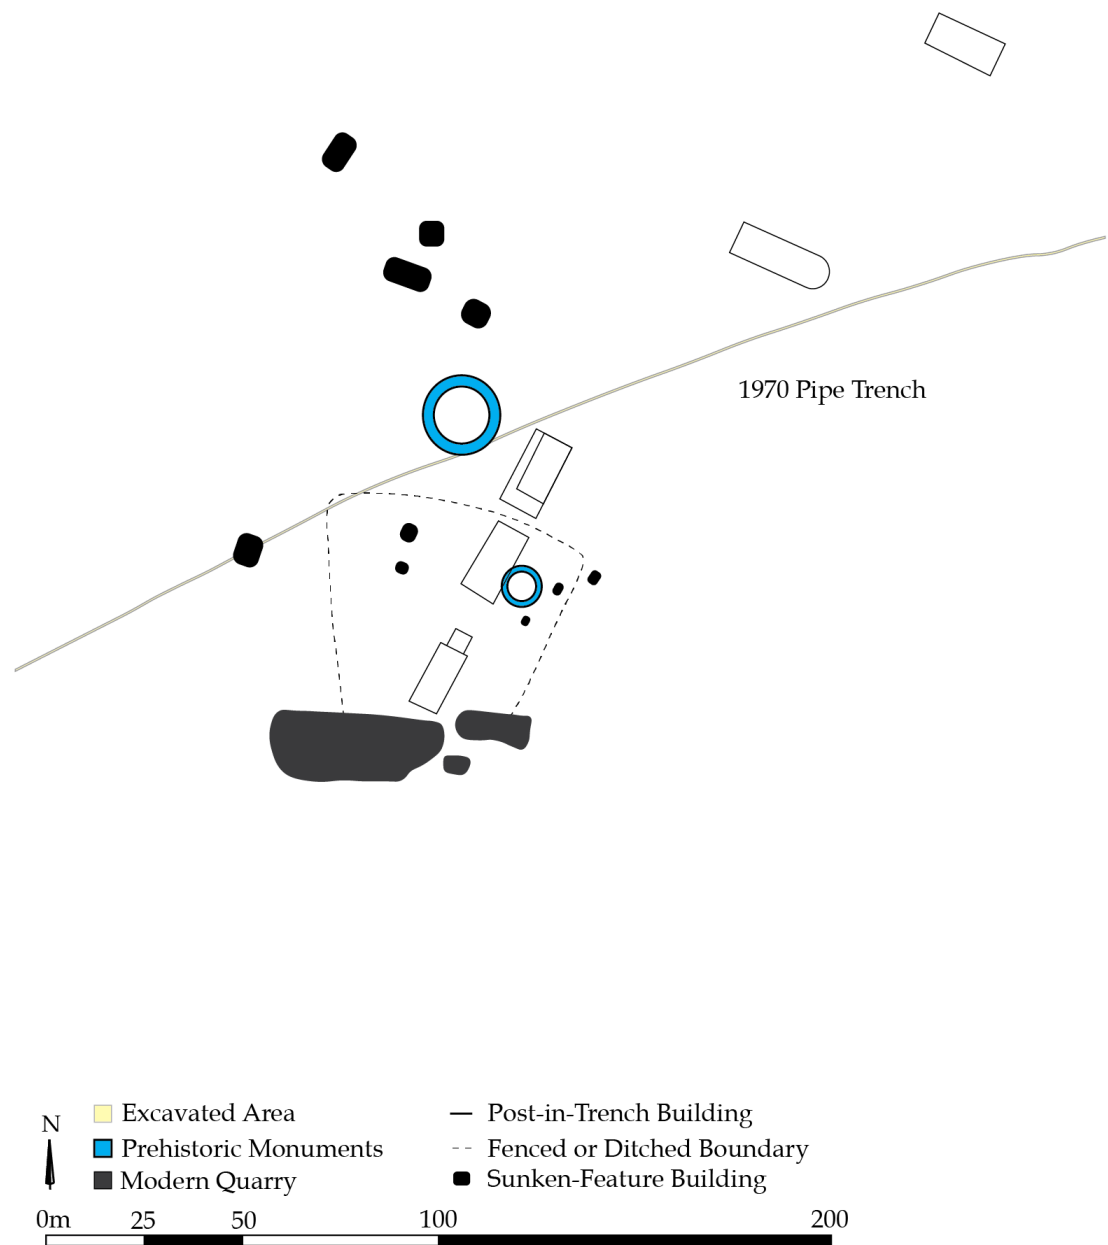 1970 Pipe Trench
N
Excavated Area
Prehistoric Monuments
Modern Quarry
Post-in-Trench Building
Fenced or Ditched Boundary
Sunken-Feature Building
0m 25 50 100 200